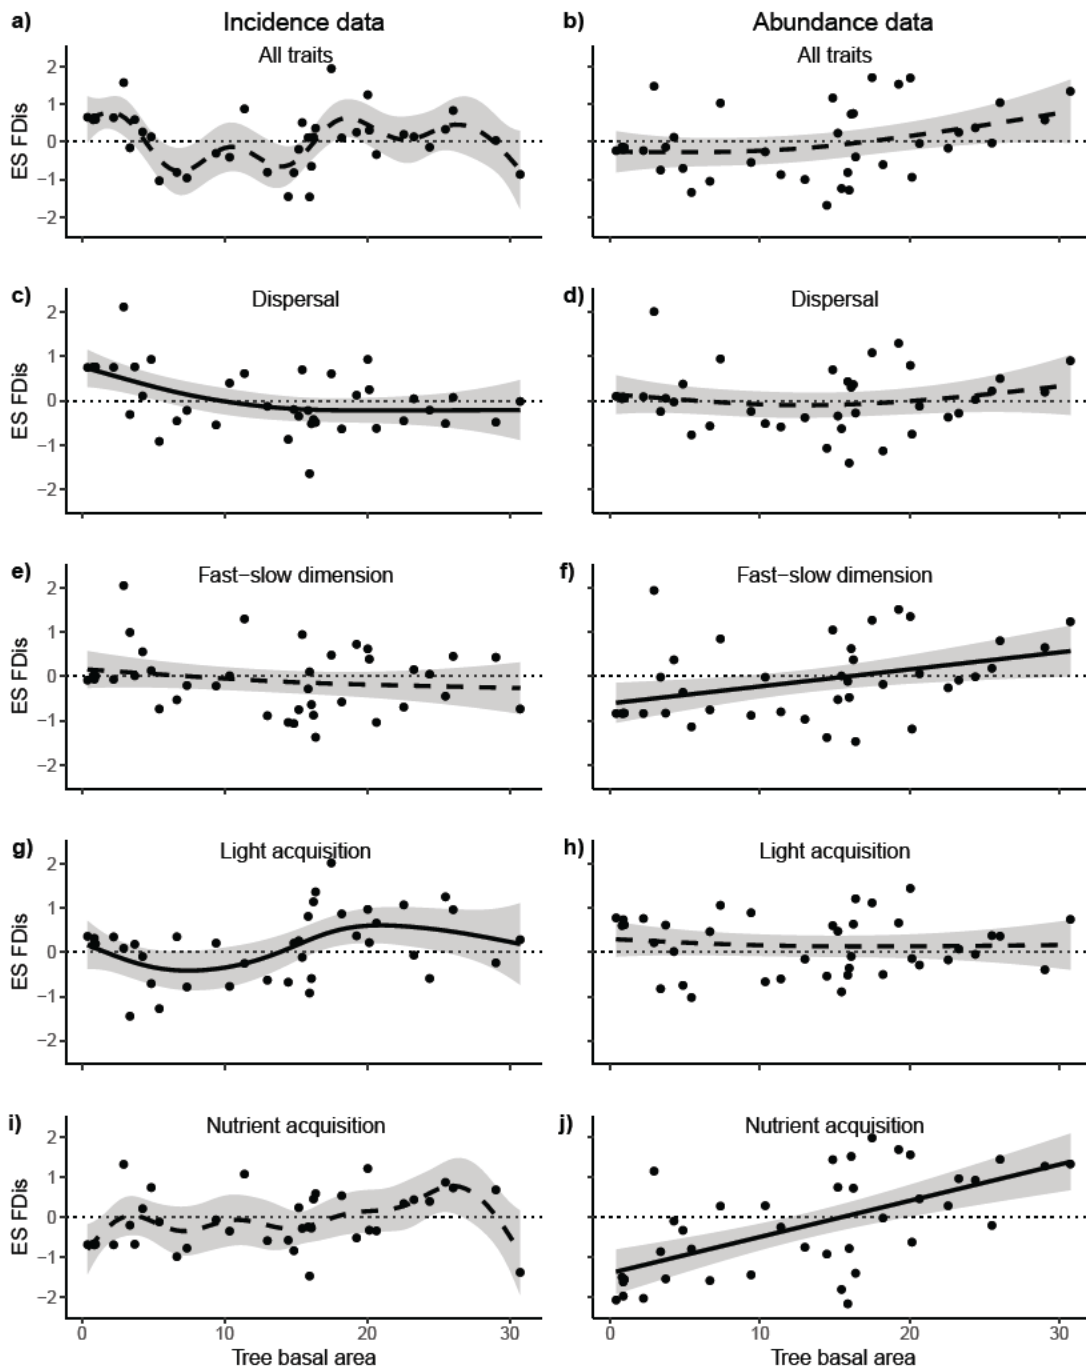 a) Incidence data b) Abundance data
All traits All traits
2
1
0
−1
−2
ES FDis
c) Dispersal d) Dispersal
2
1
0
−1
−2
ES FDis
e) Fast−slow dimension f) Fast−slow dimension
2
1
0
−1
−2
ES FDis
g) Light acquisition h) Light acquisition
2
1
0
−1
−2
ES FDis
i) Nutrient acquisition j) Nutrient acquisition
2
1
0
−1
−2
ES FDis
0 10 20 30 0 10 20 30
Tree basal area Tree basal area